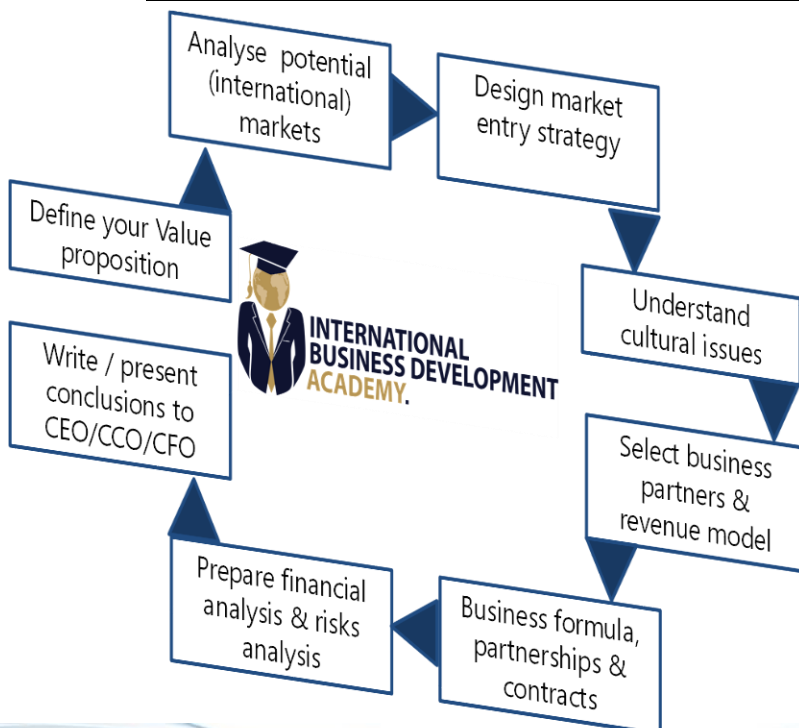 Analyse potential
(international)
markets
Design market
entry strategy
Define your Value
proposition
Understand
cultural issues
INTERNATIONAL
BUSINESS DEVELOPMENT
ACADEMY.
Write / present
conclusions to
CEO/CCO/CFO
Select business
partners &
revenue model
Prepare financial
analysis & risks
analysis
Business formula,
partnerships &
contracts